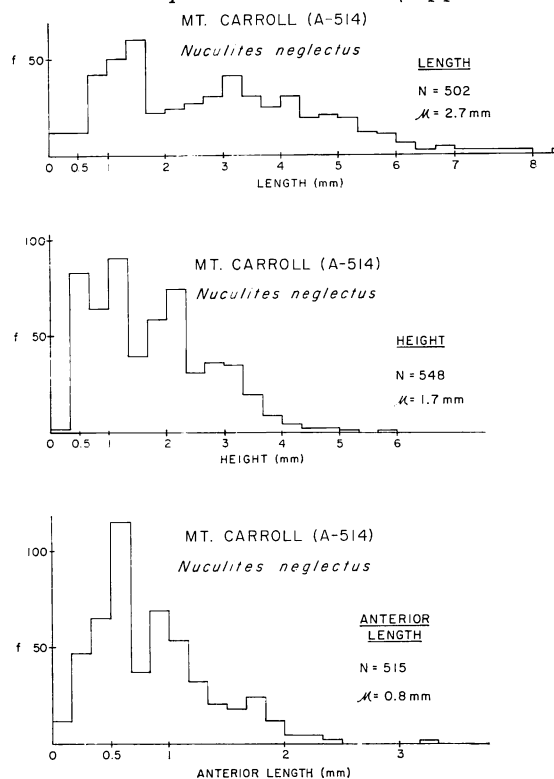 MT. CARROLL (A-514)
Nuculites neglectus
f 50
LENGTH
N = 502
𝓜 = 2.7 mm
0 0.5 1 2 3 4 5 6 7 8
LENGTH (mm)
100
MT. CARROLL (A-514)
Nuculites neglectus
f 50
HEIGHT
N = 548
𝓜 = 1.7 mm
0 0.5 1 2 3 4 5 6
HEIGHT (mm)
MT. CARROLL (A-514)
100
Nuculites neglectus
f 50
ANTERIOR
LENGTH
N = 515
𝓜 = 0.8 mm
0 0.5 1 2 3
ANTERIOR LENGTH (mm)